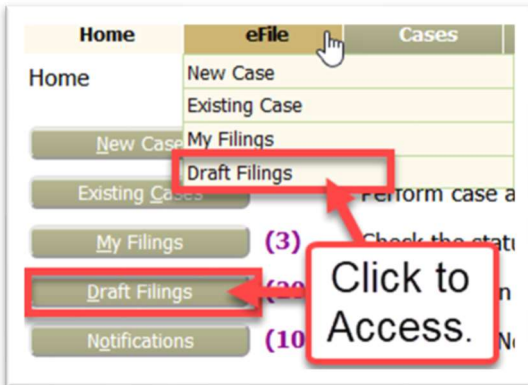 Home eFile Cases
Home
New Case
Existing Case
My Filings
Draft Filings
New Case
Existing Cases
Perform case a
My Filings (3)
Check the statu
Draft Filings
n
Notifications (10
Click to
Access.